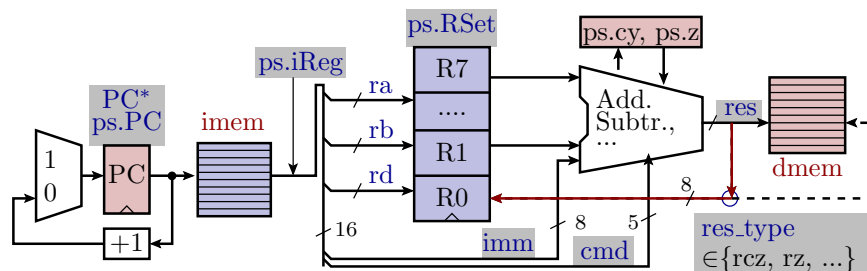 ps.RSet
ps.cy, ps.z
ps.iReg
R7
PC*
ps.PC
imem
ra
....
Add.
Subtr.,
...
res
1
0
PC
rb
R1
dmem
rd
R0
8
+1
16
imm
8
cmd
5
res_type
∈{rcz, rz, ...}